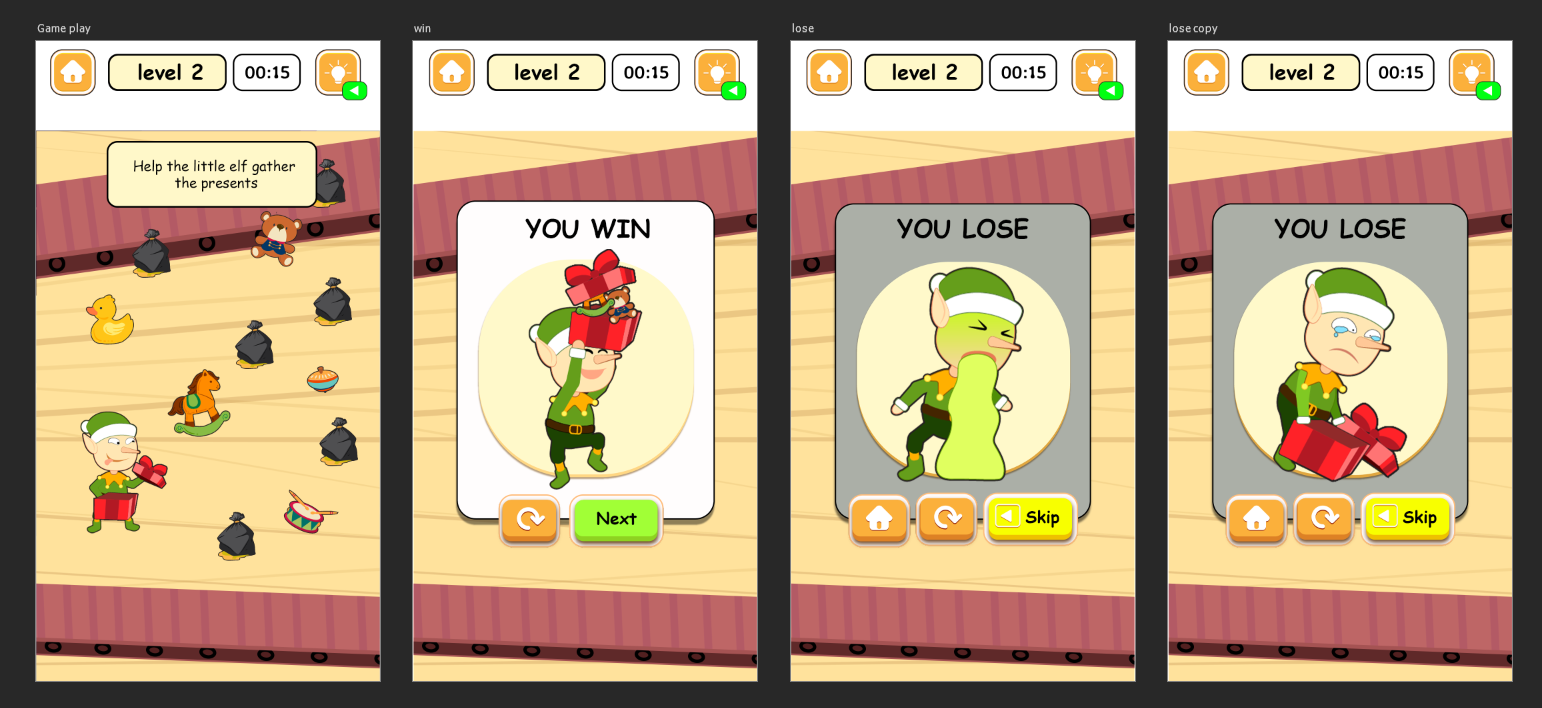 Game play
level 2
00:15
Help the little elf gather
the presents
win
level 2
00:15
YOU WIN
Next
lose
level 2
00:15
YOU LOSE
Skip
lose copy
level 2
00:15
YOU LOSE
Skip